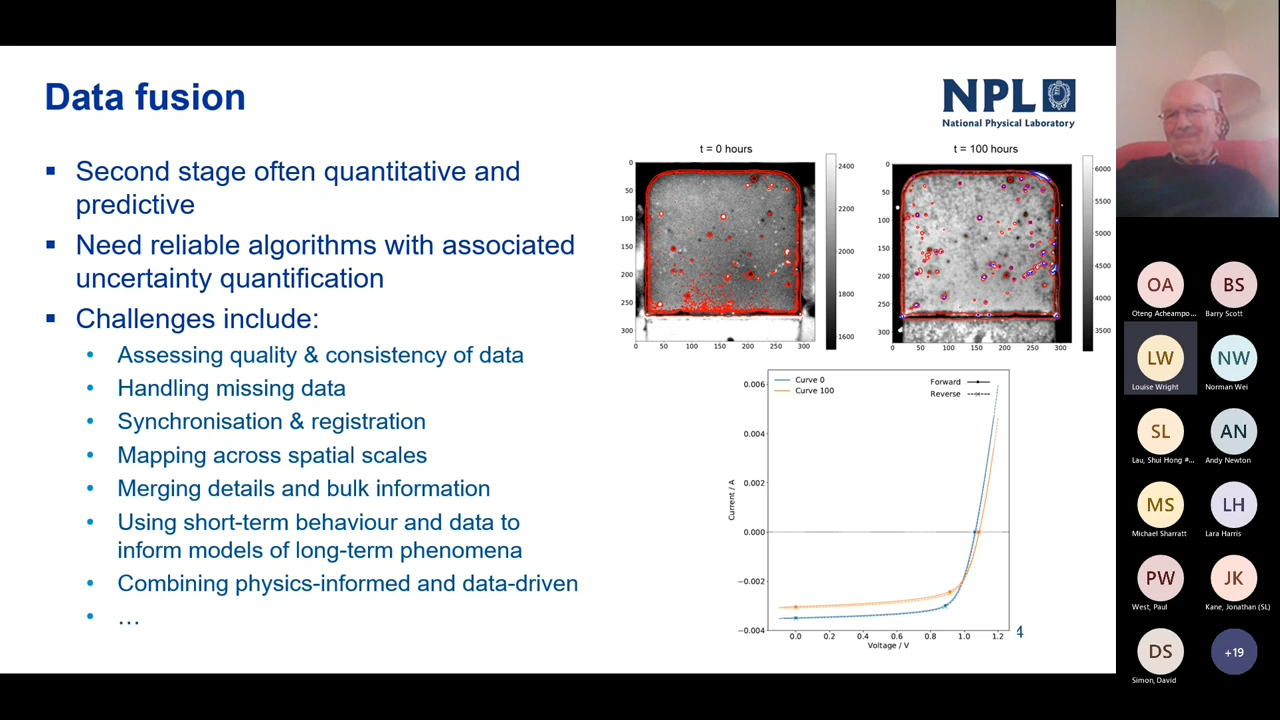 Data fusion
NPL
National Physical Laboratory
Second stage often quantitative and
predictive
Need reliable algorithms with associated
uncertainty quantification
Challenges include:
Assessing quality & consistency of data
Handling missing data
Synchronisation & registration
Mapping across spatial scales
Merging details and bulk information
Using short-term behaviour and data to
inform models of long-term phenomena
Combining physics-informed and data-driven
...
t = 0 hours
0
50
100
150
200
250
300
0 50 100 150 200 250 300
2400
2200
2000
1800
1600
t = 100 hours
0
50
100
150
200
250
300
0 50 100 150 200 250 300
6000
5500
5000
4500
4000
3500
Curve 0
Curve 100
Forward
Reverse
0.006
0.004
0.002
0.000
−0.002
−0.004
Current / A
0.0 0.2 0.4 0.6 0.8 1.0 1.2
Voltage / V
4
OA
Oteng Acheampo...
BS
Barry Scott
LW
Louise Wright
NW
Norman Wei
SL
Lau, Shui Hong #...
AN
Andy Newton
MS
Michael Sharratt
LH
Lara Harris
PW
West, Paul
JK
Kane, Jonathan (SL)
DS
Simon, David
+19